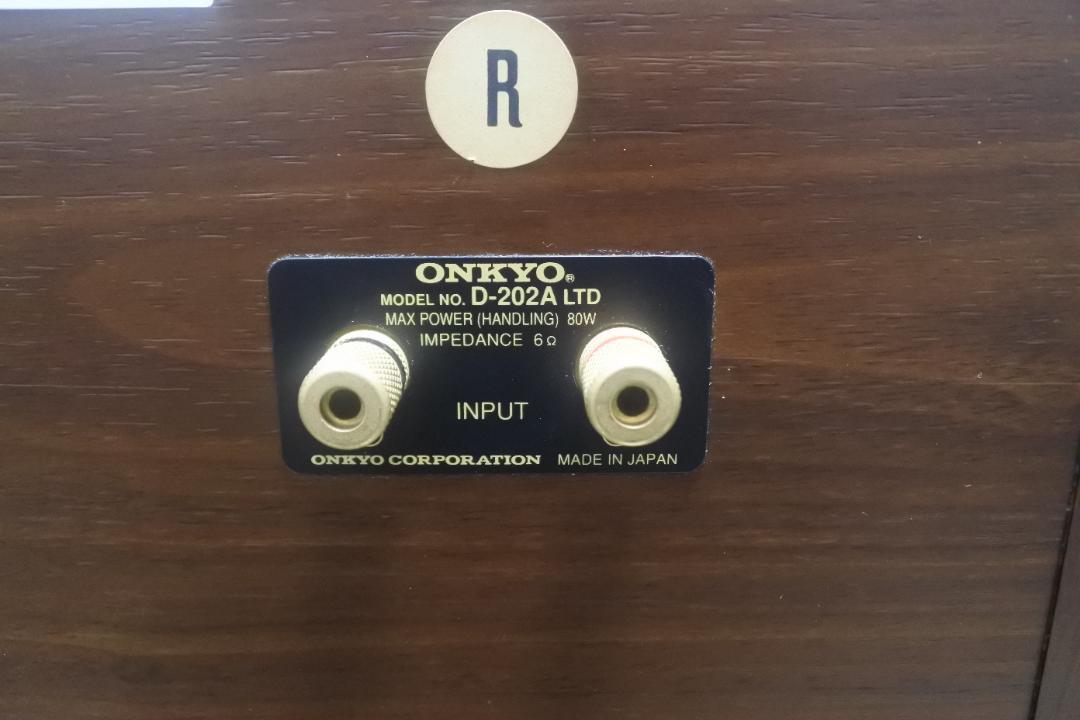 R
ONKYO®
MODEL NO. D-202A LTD
MAX POWER (HANDLING) 80W
IMPEDANCE 6Ω
INPUT
ONKYO CORPORATION MADE IN JAPAN